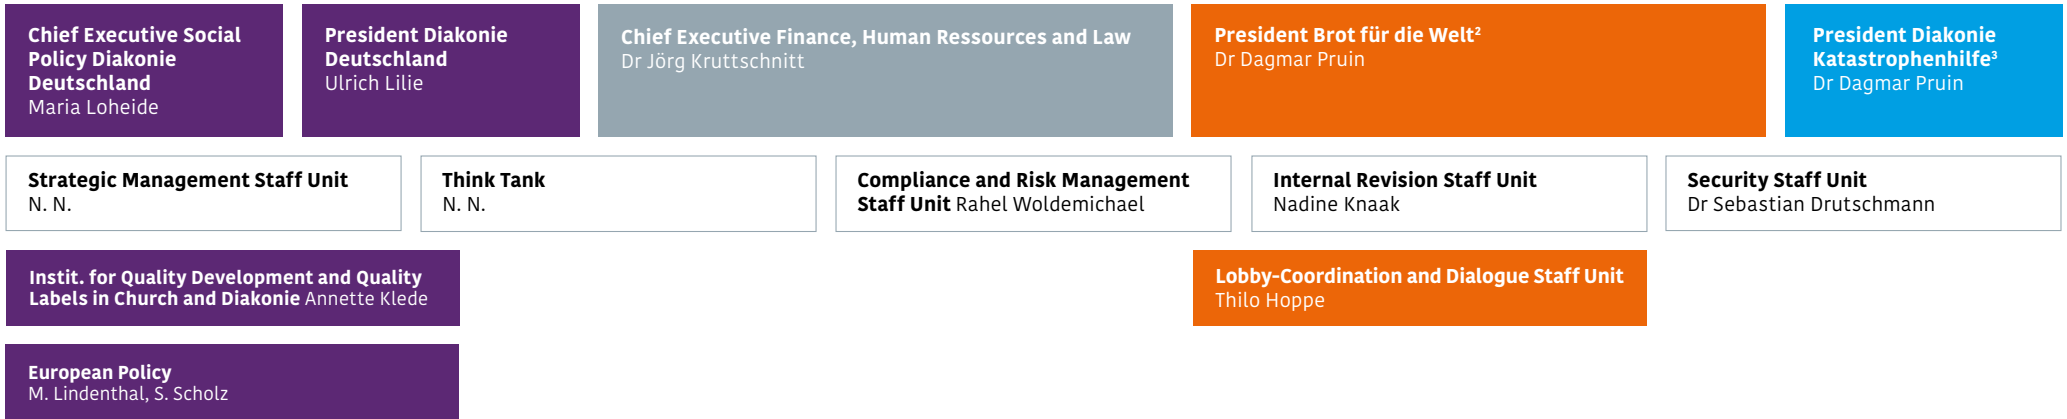 Chief Executive Social
Policy Diakonie
Deutschland
Maria Loheide
President Diakonie
Deutschland
Ulrich Lilie
Chief Executive Finance, Human Ressources and Law
Dr Jörg Kruttschnitt
President Brot für die Welt²
Dr Dagmar Pruin
President Diakonie
Katastrophenhilfe³
Dr Dagmar Pruin
Strategic Management Staff Unit
N. N.
Think Tank
N. N.
Compliance and Risk Management
Staff Unit Rahel Woldemichael
Internal Revision Staff Unit
Nadine Knaak
Security Staff Unit
Dr Sebastian Drutschmann
Instit. for Quality Development and Quality
Labels in Church and Diakonie Annette Klede
Lobby-Coordination and Dialogue Staff Unit
Thilo Hoppe
European Policy
M. Lindenthal, S. Scholz